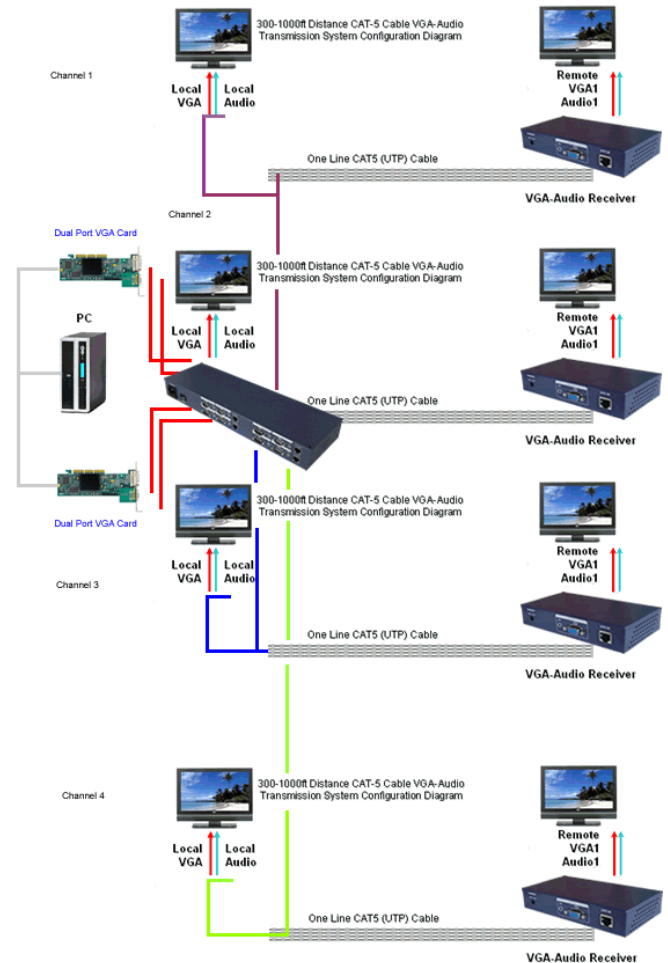 300-1000ft Distance CAT-5 Cable VGA-Audio
Transmission System Configuration Diagram
Channel 1
Local
VGA
Local
Audio
Remote
VGA1
Audio1
One Line CAT5 (UTP) Cable
VGA-Audio Receiver
Channel 2
Dual Port VGA Card
300-1000ft Distance CAT-5 Cable VGA-Audio
Transmission System Configuration Diagram
PC
Local
VGA
Local
Audio
Remote
VGA1
Audio1
One Line CAT5 (UTP) Cable
VGA-Audio Receiver
Dual Port VGA Card
300-1000ft Distance CAT-5 Cable VGA-Audio
Transmission System Configuration Diagram
Channel 3
Local
VGA
Local
Audio
Remote
VGA1
Audio1
One Line CAT5 (UTP) Cable
VGA-Audio Receiver
Channel 4
300-1000ft Distance CAT-5 Cable VGA-Audio
Transmission System Configuration Diagram
Local
VGA
Local
Audio
Remote
VGA1
Audio1
One Line CAT5 (UTP) Cable
VGA-Audio Receiver